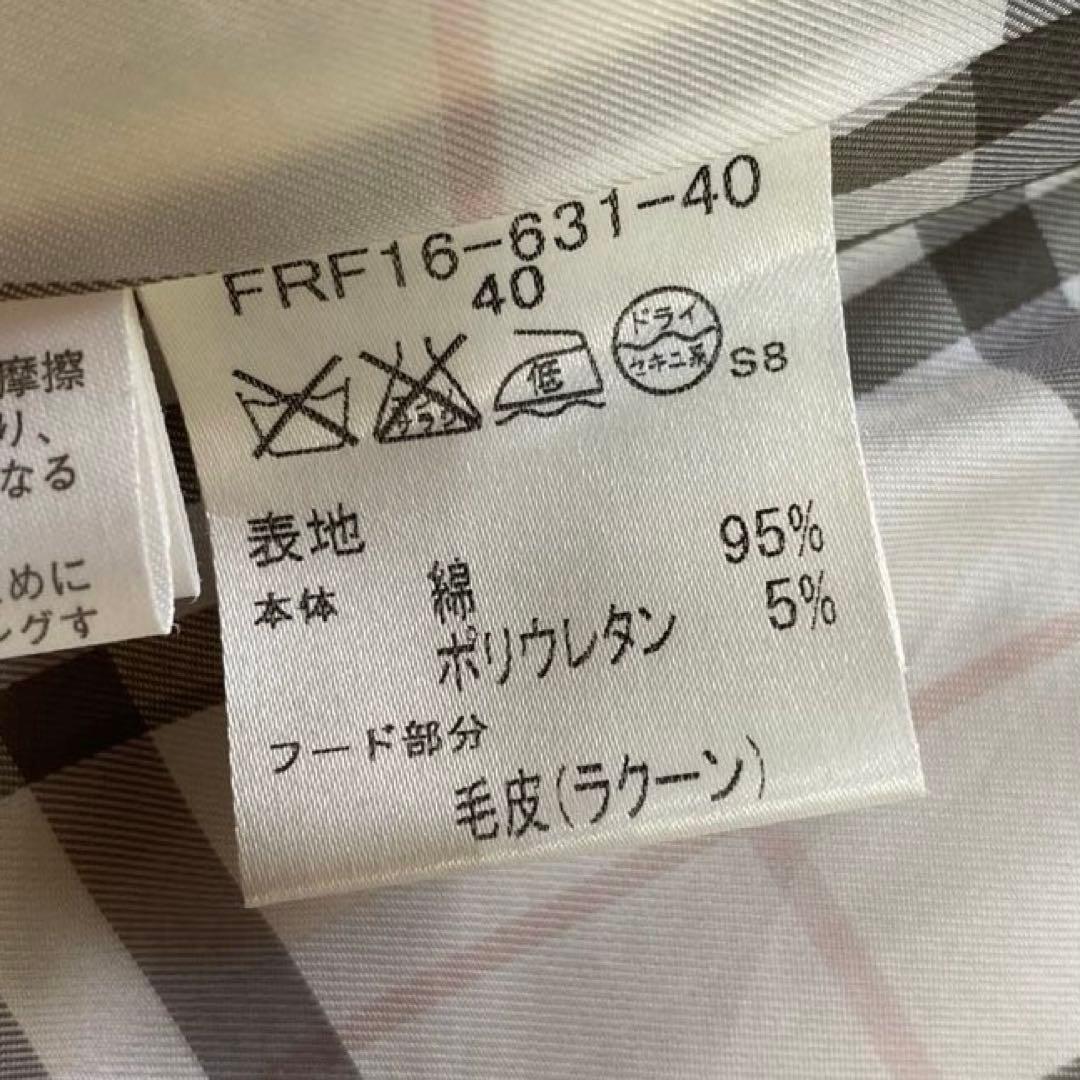 FRF16-631-40
40
低
ドライ
セキユ系
S8
表地
本体 綿 95%
ポリウレタン 5%
フード部分
毛皮(ラクーン)
摩擦
り、
なる
めに
グす